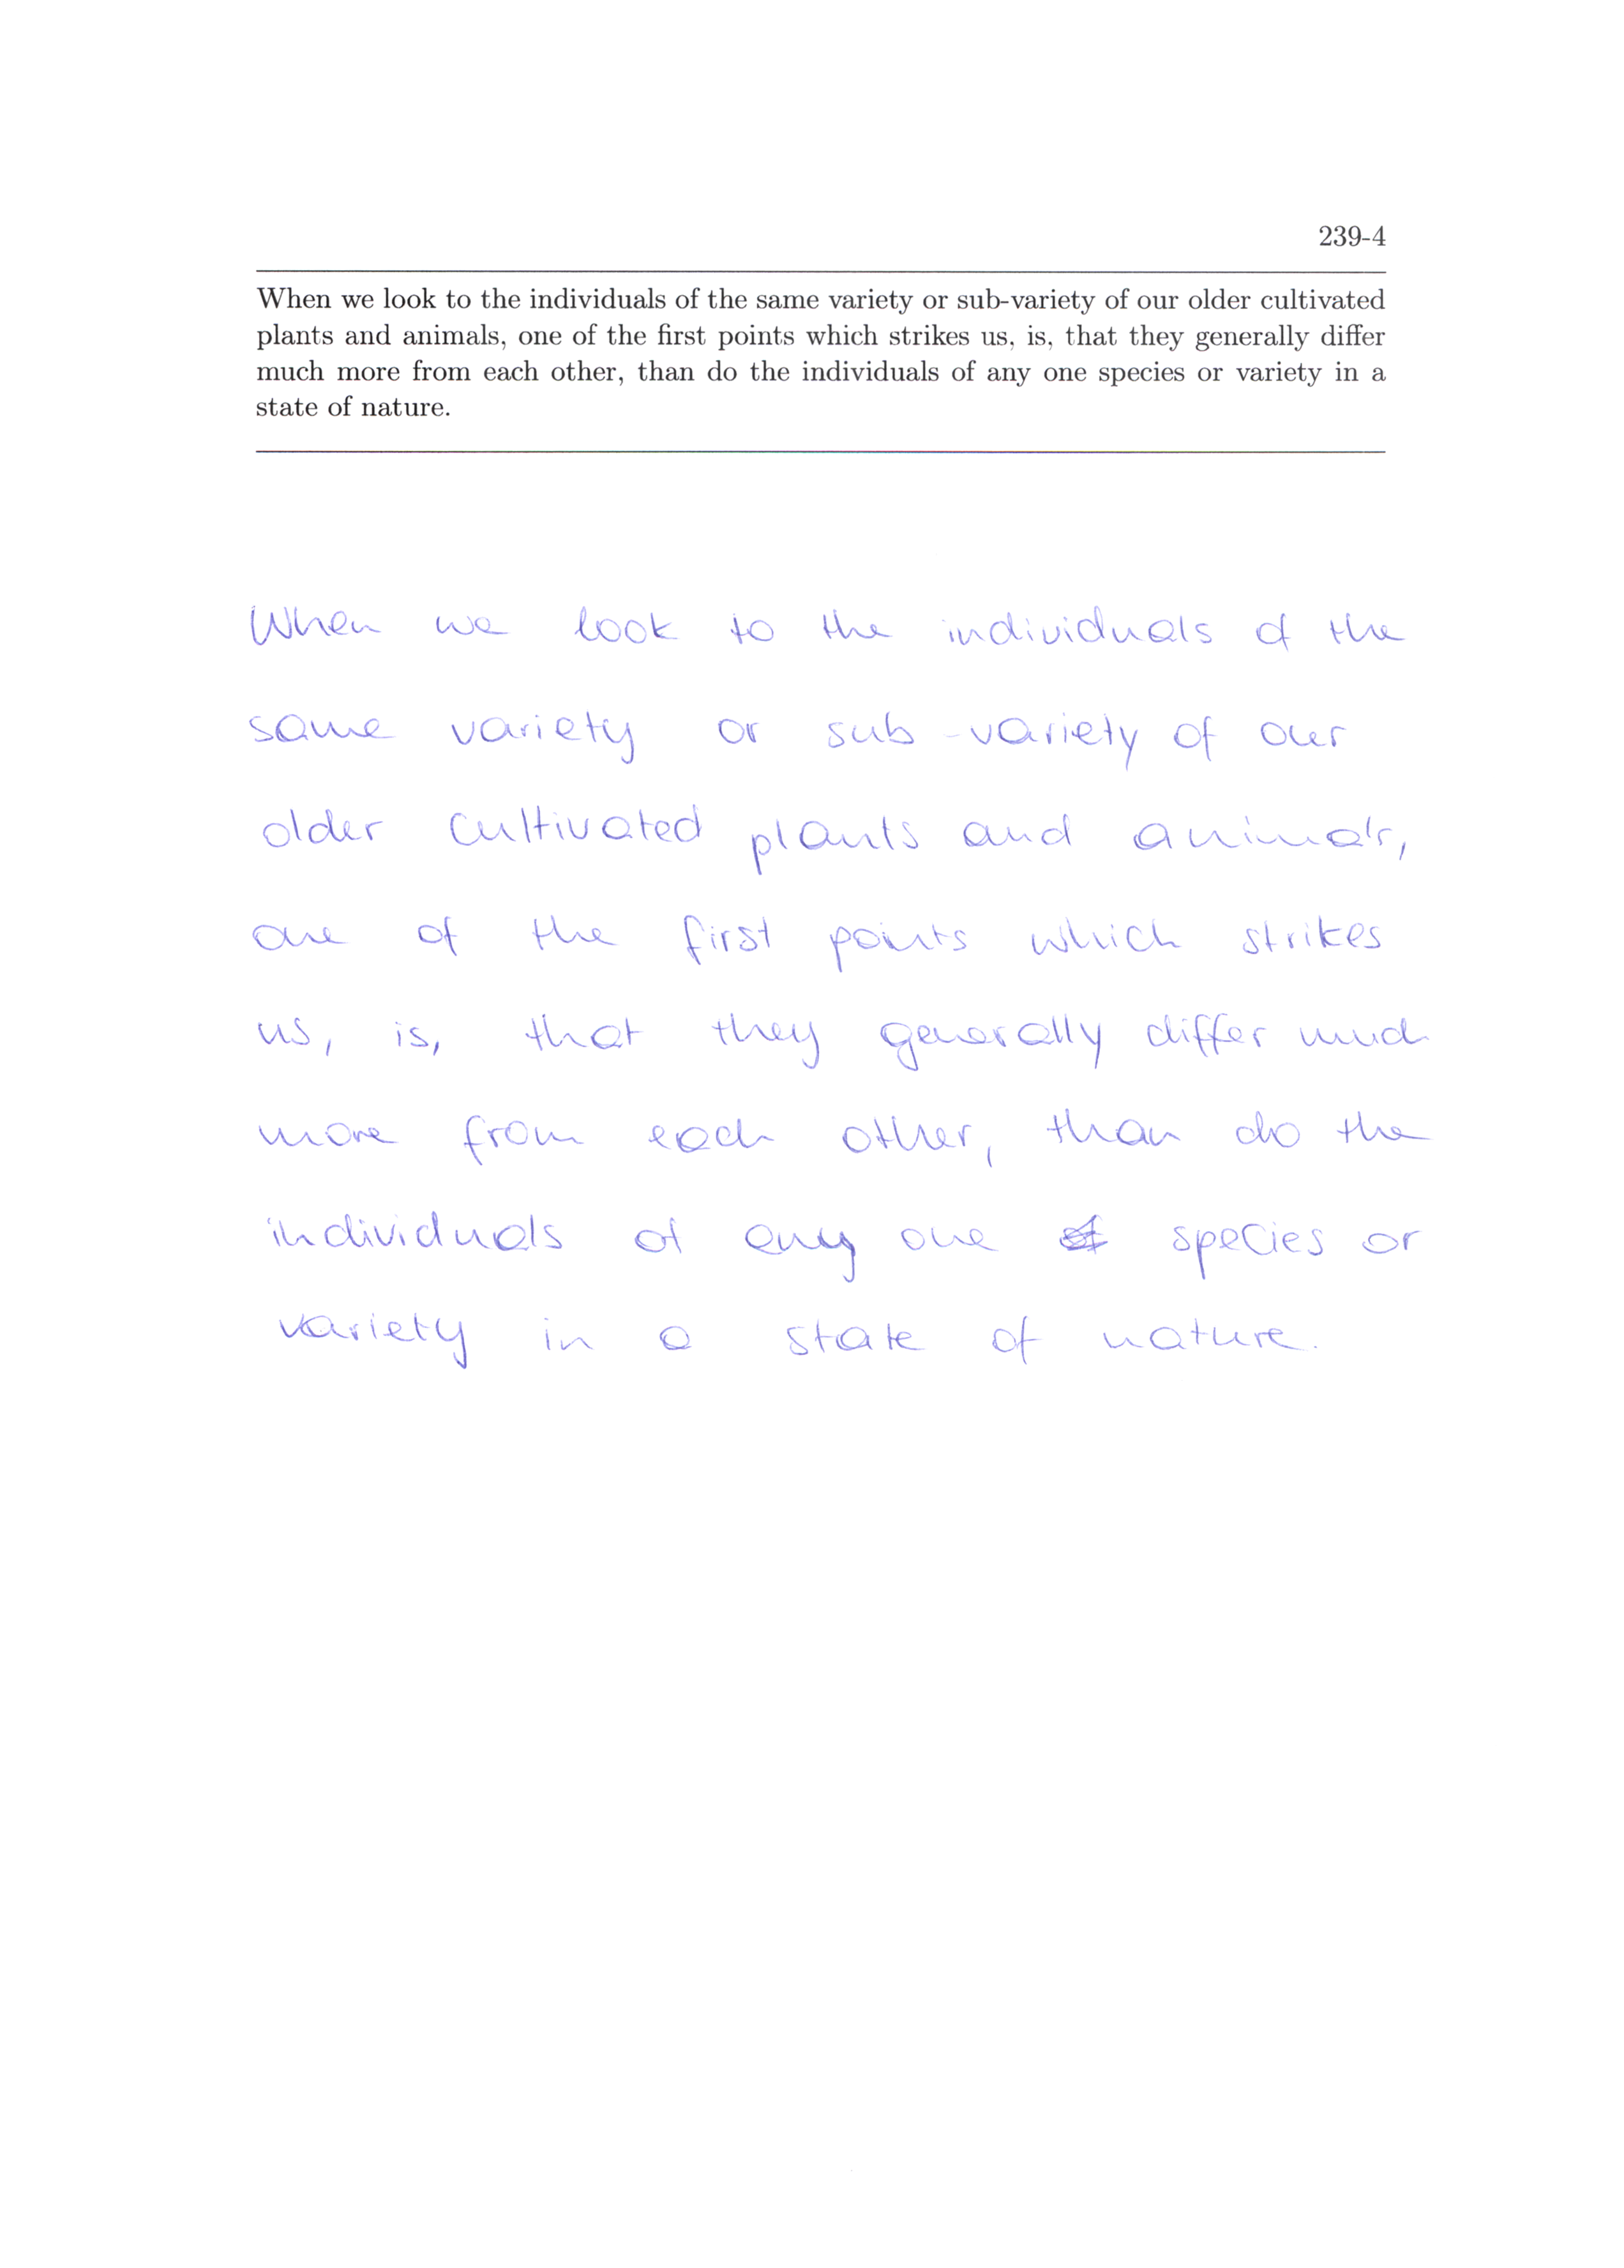 239-4
When we look to the individuals of the same variety or sub-variety of our older cultivated
plants and animals, one of the first points which strikes us, is, that they generally differ
much more from each other, than do the individuals of any one species or variety in a
state of nature.
When we look to the individuals of the
same variety or sub-variety of our
older cultivated plants and animals,
one of the first points which strikes
us, is, that they generally differ much
more from each other, than do the
individuals of any one species or
variety in a state of nature.